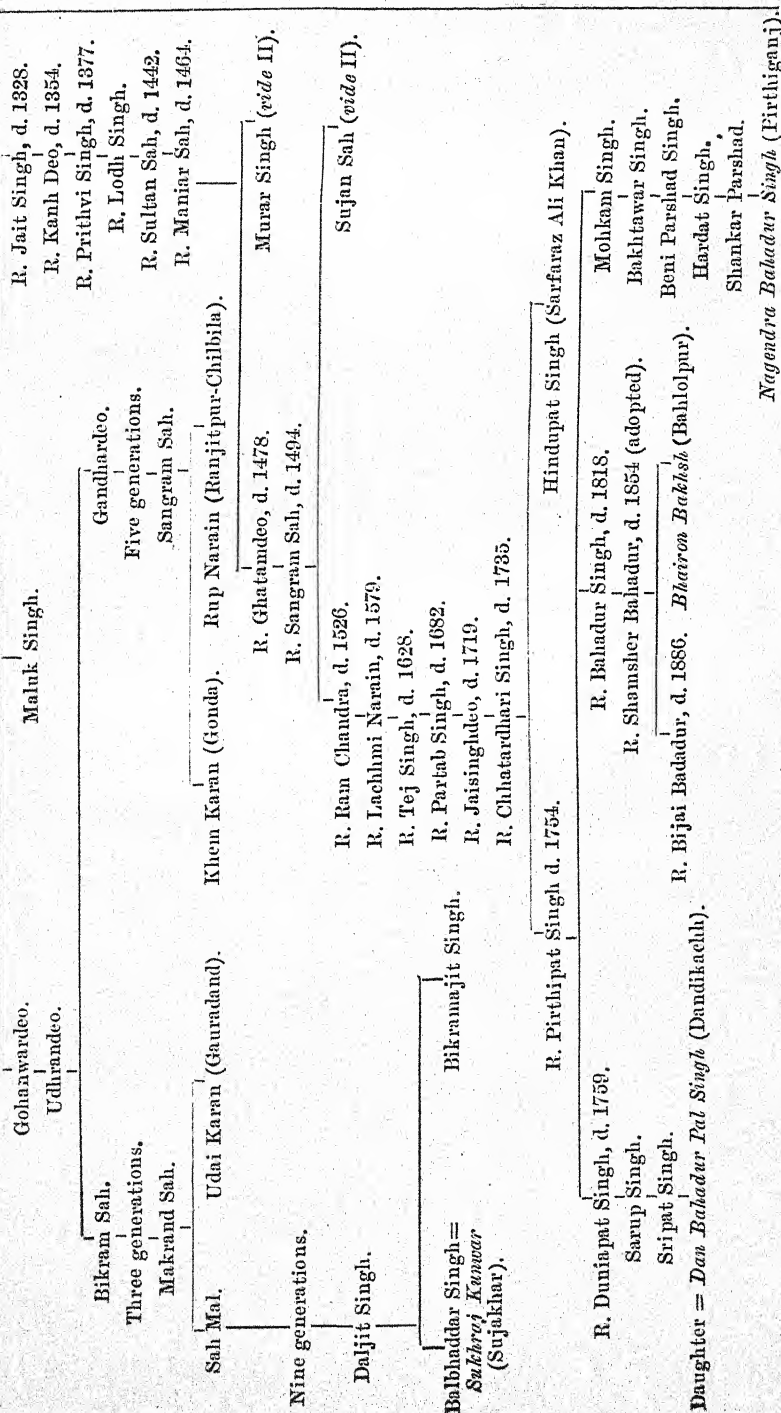 Gohanwardeo.
Udhrandeo.
Maluk Singh.
R. Jait Singh, d. 1328.
R. Kanh Deo, d. 1354.
R. Prithvi Singh, d. 1377.
R. Lodh Singh.
R. Sultan Sah, d. 1442.
R. Maniar Sah, d. 1464.
Bikram Sah.
Three generations.
Makrand Sah.
Gandhardeo.
Five generations.
Sangram Sah.
Sah Mal.
Udai Karan (Gauradand).
Khem Karan (Gonda).
Rup Narain (Ranjitpur-Chilbila).
R. Ghatamdeo, d. 1478.
R. Sangram Sah, d. 1494.
Murar Singh (vide II).
Nine generations.
Daljit Singh.
R. Ram Chandra, d. 1526.
R. Lachhmi Narain, d. 1579.
R. Tej Singh, d. 1628.
R. Partab Singh, d. 1682.
R. Jaisinghdeo, d. 1719.
R. Chhatardhari Singh, d. 1735.
Sujan Sah (vide II).
Balbhaddar Singh=
Sukhraj Kunwar
(Sujakhar).
Bikramajit Singh.
R. Pirthipat Singh d. 1754.
Hindupat Singh (Sarfaraz Ali Khan).
R. Duniapat Singh, d. 1759.
Sarup Singh.
Sripat Singh.
Daughter = Dan Bahadur Pal Singh (Dandikachh).
R. Bahadur Singh, d. 1818.
R. Shamsher Bahadur, d. 1854 (adopted).
R. Bijai Badadur, d. 1886. Bhairon Bakhsh (Bahlolpur).
Mohkam Singh.
Bakhtawar Singh.
Beni Parshad Singh.
Hardat Singh.
Shankar Parshad.
Nagendra Bahadur Singh (Pirthiganj).